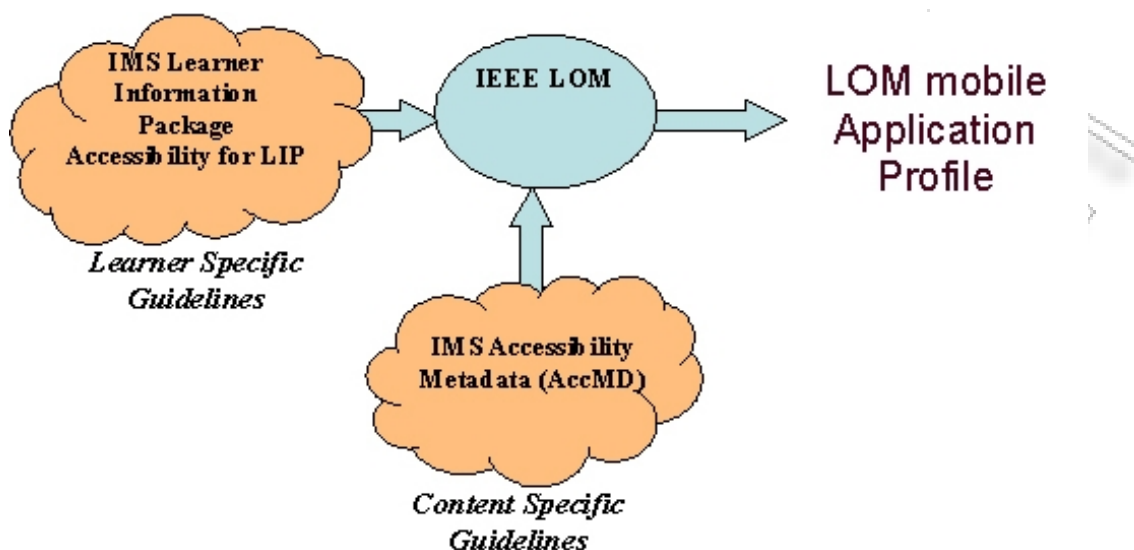 IMS Learner
Information
Package
Accessibility for LIP
Learner Specific
Guidelines
IEEE LOM
LOM mobile
Application
Profile
IMS Accessibility
Metadata (AccMD)
Content Specific
Guidelines